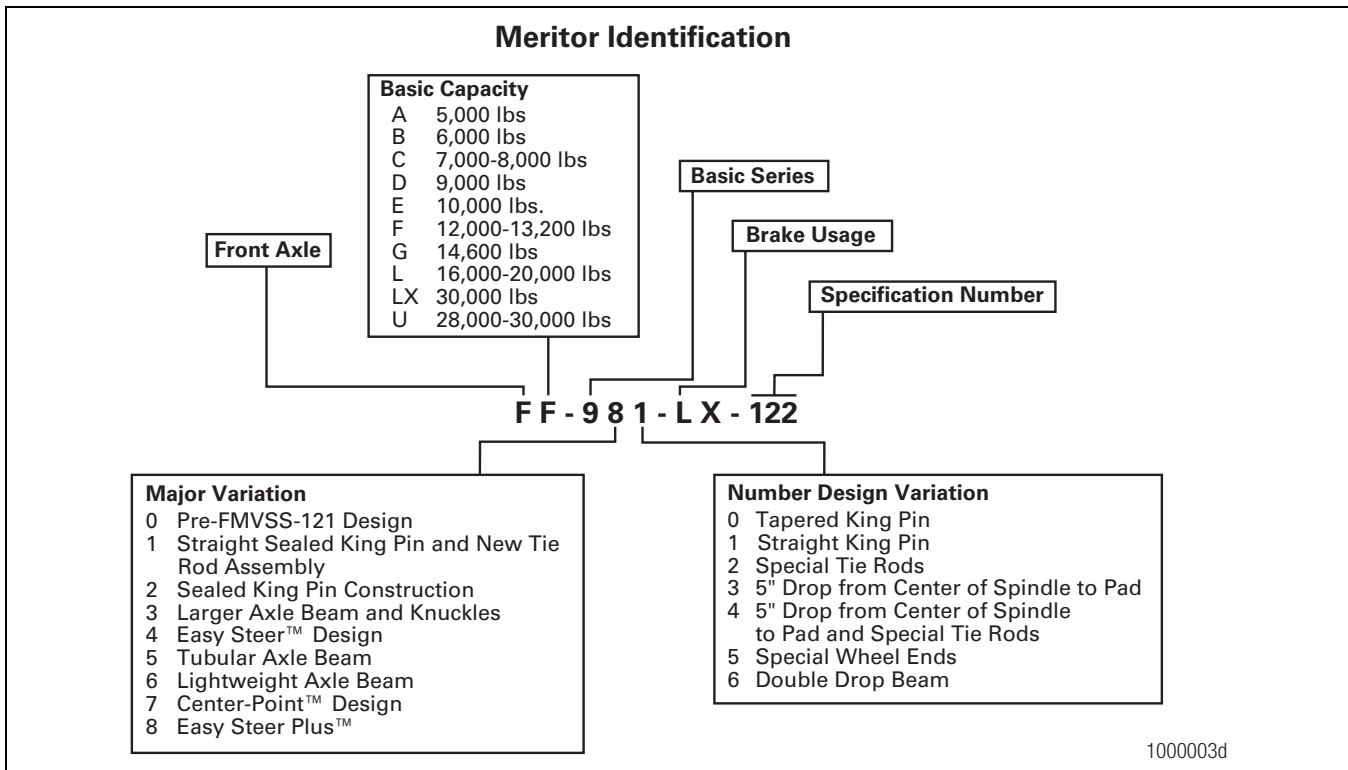 Meritor Identification
Basic Capacity
A 5,000 lbs
B 6,000 lbs
C 7,000-8,000 lbs
D 9,000 lbs
E 10,000 lbs.
F 12,000-13,200 lbs
G 14,600 lbs
L 16,000-20,000 lbs
LX 30,000 lbs
U 28,000-30,000 lbs
Front Axle
Basic Series
Brake Usage
Specification Number
F F - 9 8 1 - L X - 122
Major Variation
0 Pre-FMVSS-121 Design
1 Straight Sealed King Pin and New Tie
Rod Assembly
2 Sealed King Pin Construction
3 Larger Axle Beam and Knuckles
4 Easy Steer™ Design
5 Tubular Axle Beam
6 Lightweight Axle Beam
7 Center-Point™ Design
8 Easy Steer Plus™
Number Design Variation
0 Tapered King Pin
1 Straight King Pin
2 Special Tie Rods
3 5" Drop from Center of Spindle to Pad
4 5" Drop from Center of Spindle
to Pad and Special Tie Rods
5 Special Wheel Ends
6 Double Drop Beam
1000003d